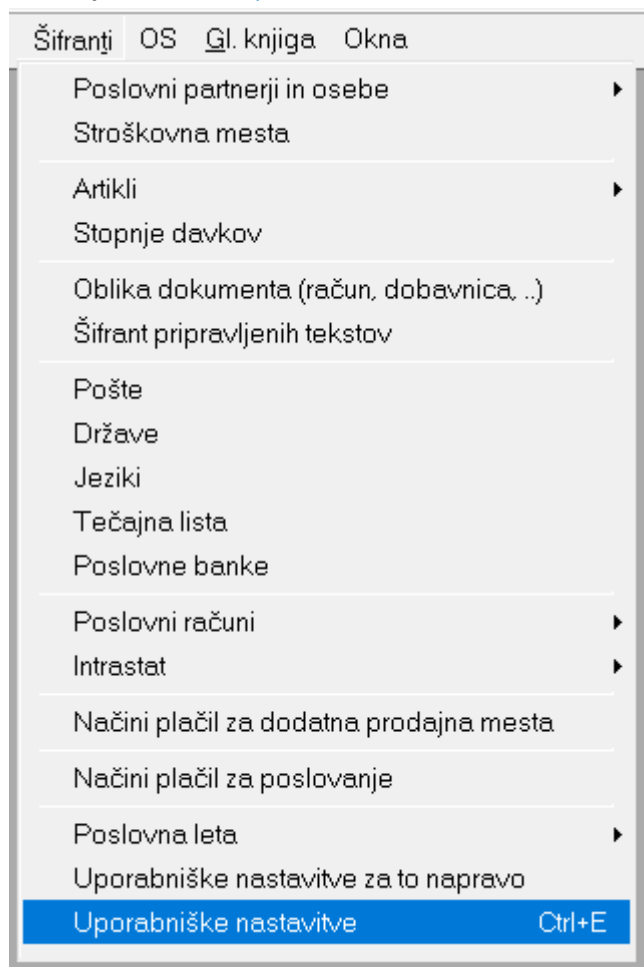 Šifranti OS Gl. knjiga Okna
Poslovni partnerji in osebe
Stroškovna mesta
Artikli
Stopnje davkov
Oblika dokumenta (račun, dobavnica, ..)
Šifrant pripravljenih tekstov
Pošte
Države
Jeziki
Tečajna lista
Poslovne banke
Poslovni računi
Intrastat
Načini plačil za dodatna prodajna mesta
Načini plačil za poslovanje
Poslovna leta
Uporabniške nastavitve za to napravo
Uporabniške nastavitve Ctrl+E